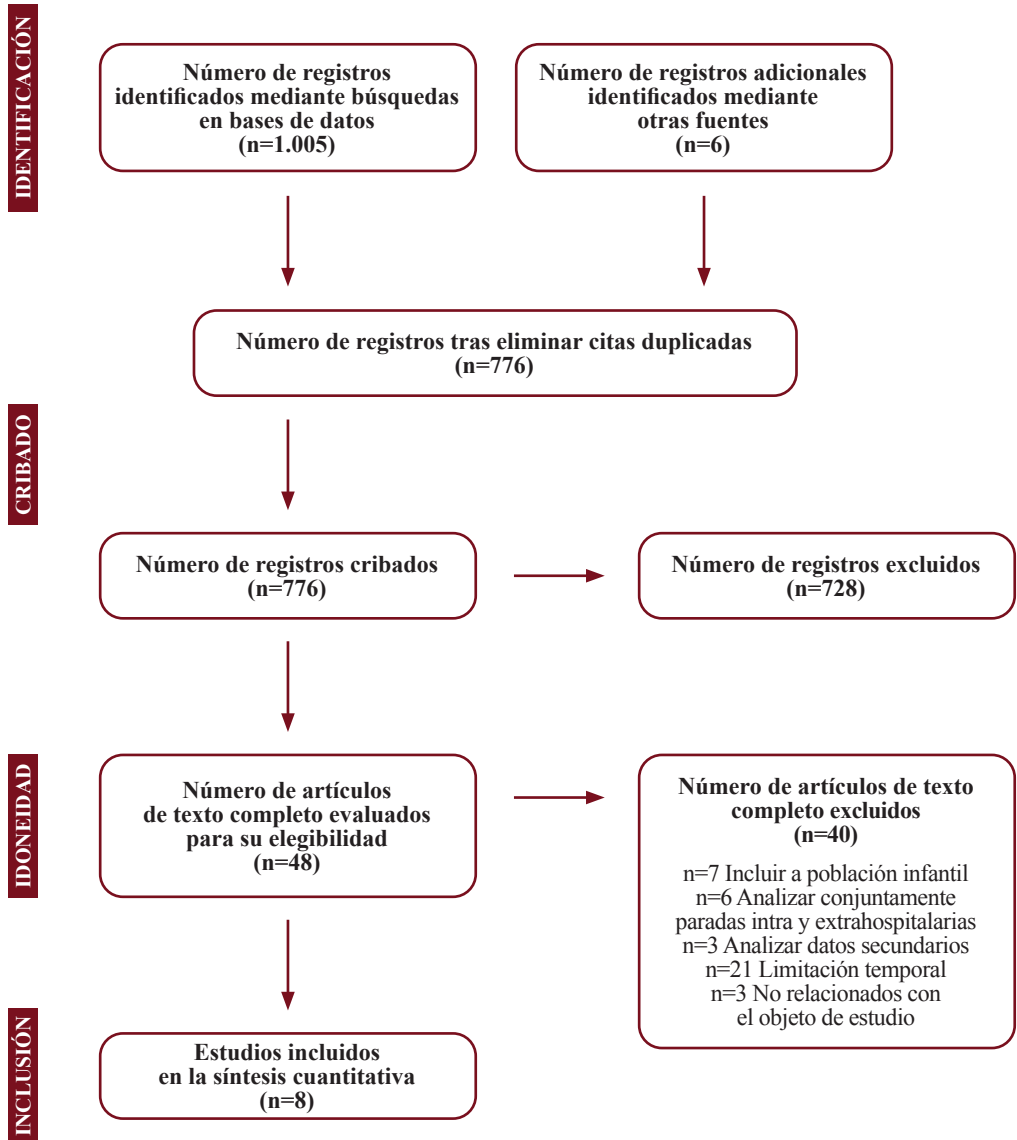 IDENTIFICACIÓN
Número de registros
identificados mediante búsquedas
en bases de datos
(n=1.005)
Número de registros adicionales
identificados mediante
otras fuentes
(n=6)
Número de registros tras eliminar citas duplicadas
(n=776)
CRIBADO
Número de registros cribados
(n=776)
Número de registros excluidos
(n=728)
IDONEIDAD
Número de artículos
de texto completo evaluados
para su elegibilidad
(n=48)
Número de artículos de texto
completo excluidos
(n=40)
n=7 Incluir a población infantil
n=6 Analizar conjuntamente
paradas intra y extrahospitalarias
n=3 Analizar datos secundarios
n=21 Limitación temporal
n=3 No relacionados con
el objeto de estudio
INCLUSIÓN
Estudios incluidos
en la síntesis cuantitativa
(n=8)